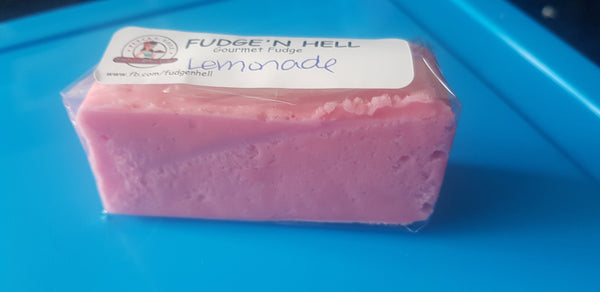 FUDGE'N HELL
Gourmet Fudge
Lemonade
www.fb.com/fudgenhell